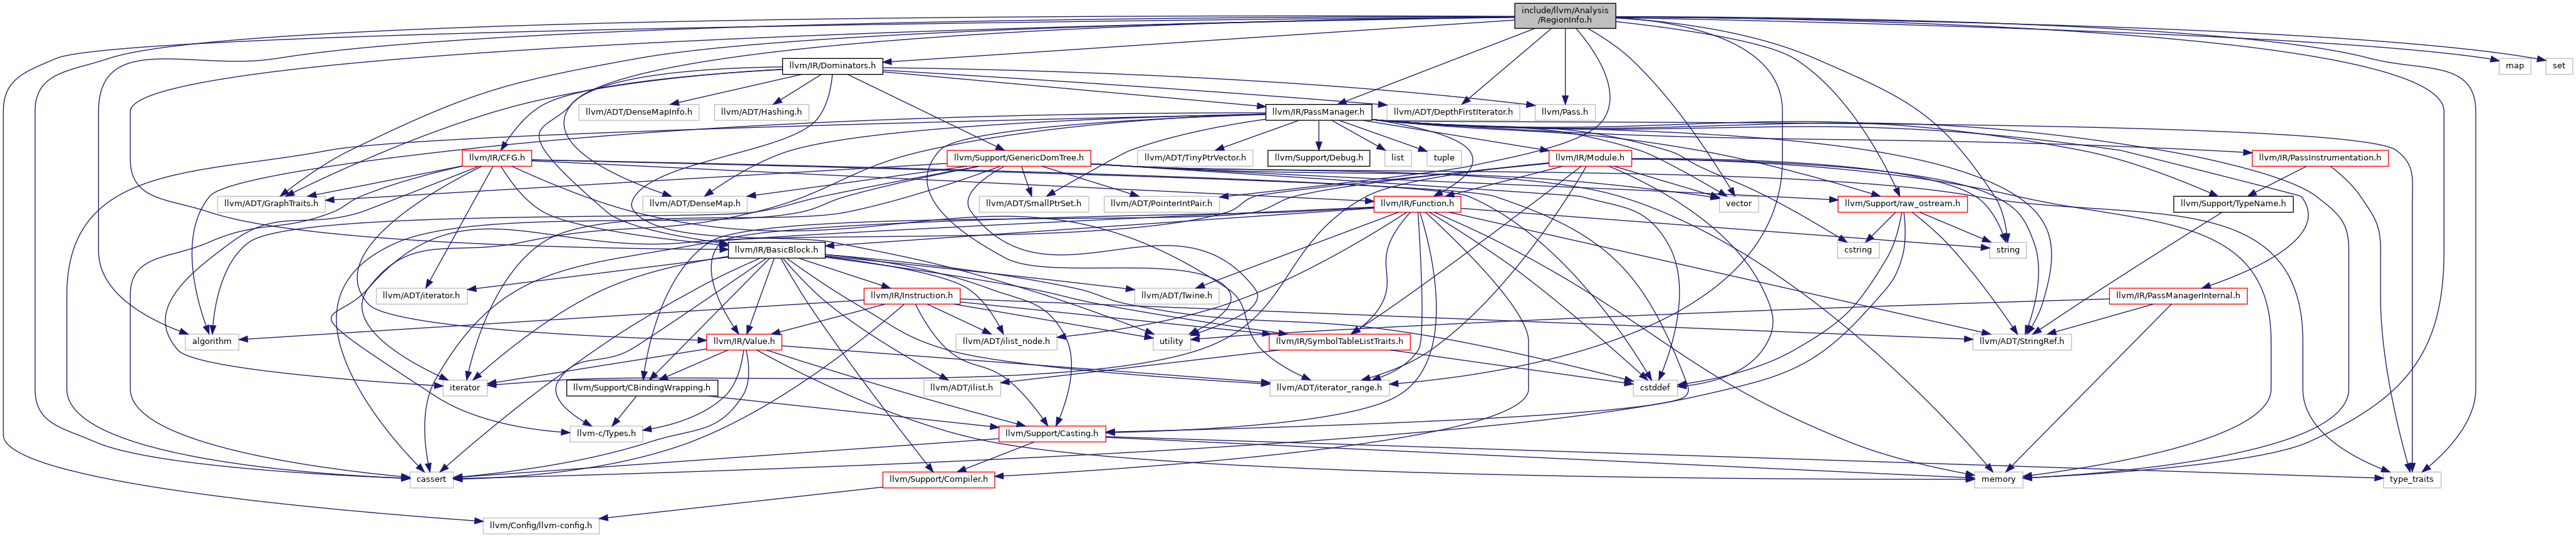 include/llvm/Analysis
/RegionInfo.h
llvm/IR/Dominators.h
map
set
llvm/ADT/DenseMapInfo.h
llvm/ADT/Hashing.h
llvm/IR/PassManager.h
llvm/ADT/DepthFirstIterator.h
llvm/Pass.h
llvm/IR/CFG.h
llvm/Support/GenericDomTree.h
llvm/ADT/TinyPtrVector.h
llvm/Support/Debug.h
list
tuple
llvm/IR/Module.h
llvm/IR/PassInstrumentation.h
llvm/ADT/GraphTraits.h
llvm/ADT/DenseMap.h
llvm/ADT/SmallPtrSet.h
llvm/ADT/PointerIntPair.h
llvm/IR/Function.h
vector
llvm/Support/raw_ostream.h
llvm/Support/TypeName.h
llvm/IR/BasicBlock.h
cstring
string
llvm/ADT/iterator.h
llvm/IR/Instruction.h
llvm/ADT/Twine.h
llvm/IR/PassManagerInternal.h
algorithm
llvm/IR/Value.h
llvm/ADT/ilist_node.h
utility
llvm/IR/SymbolTableListTraits.h
llvm/ADT/StringRef.h
iterator
llvm/Support/CBindingWrapping.h
llvm/ADT/ilist.h
llvm/ADT/iterator_range.h
cstddef
llvm-c/Types.h
llvm/Support/Casting.h
cassert
llvm/Support/Compiler.h
memory
type_traits
llvm/Config/llvm-config.h